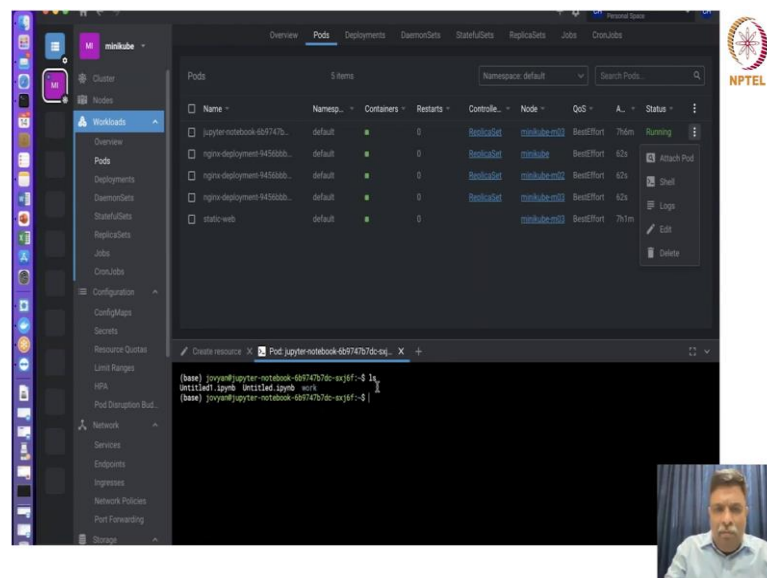 Personal Space
MI minikube
Overview Pods Deployments DaemonSets StatefulSets ReplicaSets Jobs CronJobs
NPTEL
MI
Cluster
Pods 5 items Namespace: default Search Pods...
Nodes
Name Namesp... Containers Restarts Controlle... Node QoS A... Status
Workloads
jupyter-notebook-6b9747b... default 0 ReplicaSet minikube-m03 BestEffort 7h6m Running
Overview
nginx-deployment-9456bbb... default 0 ReplicaSet minikube BestEffort 62s Attach Pod
Pods
nginx-deployment-9456bbb... default 0 ReplicaSet minikube-m02 BestEffort 62s Shell
Deployments
nginx-deployment-9456bbb... default 0 ReplicaSet minikube-m03 BestEffort 62s Logs
DaemonSets
static-web default 0 minikube-m03 BestEffort 7h1m Edit
StatefulSets
ReplicaSets
Delete
Jobs
CronJobs
Configuration
ConfigMaps
Secrets
Resource Quotas
Create resource Pod: jupyter-notebook-6b9747b7dc-sxj...
Limit Ranges
(base) jovyan@jupyter-notebook-6b9747b7dc-sxj6f:~$ ls
HPA
Untitled1.ipynb Untitled.ipynb work
(base) jovyan@jupyter-notebook-6b9747b7dc-sxj6f:~$
Pod Disruption Bud...
Network
Services
Endpoints
Ingresses
Network Policies
Port Forwarding
Storage